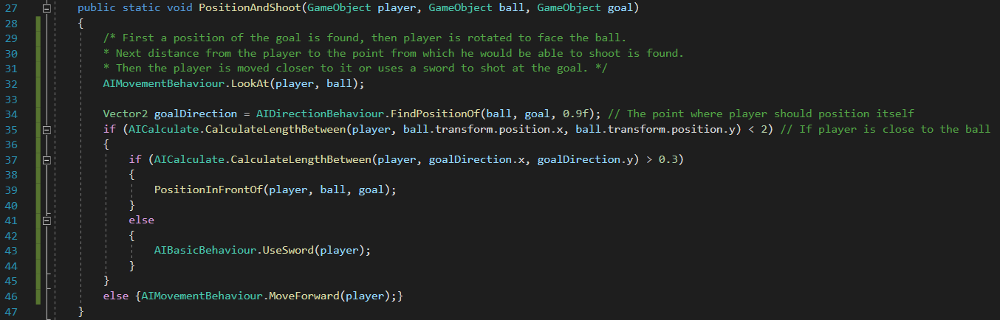 27 public static void PositionAndShoot(GameObject player, GameObject ball, GameObject goal)
28 {
29 /* First a position of the goal is found, then player is rotated to face the ball.
30 * Next distance from the player to the point from which he would be able to shoot is found.
31 * Then the player is moved closer to it or uses a sword to shot at the goal. */
32 AIMovementBehaviour.LookAt(player, ball);
33
34 Vector2 goalDirection = AIDirectionBehaviour.FindPositionOf(ball, goal, 0.9f); // The point where player should position itself
35 if (AICalculate.CalculateLengthBetween(player, ball.transform.position.x, ball.transform.position.y) < 2) // If player is close to the ball
36 {
37 if (AICalculate.CalculateLengthBetween(player, goalDirection.x, goalDirection.y) > 0.3)
38 {
39 PositionInFrontOf(player, ball, goal);
40 }
41 else
42 {
43 AIBasicBehaviour.UseSword(player);
44 }
45 }
46 else {AIMovementBehaviour.MoveForward(player);}
47 }